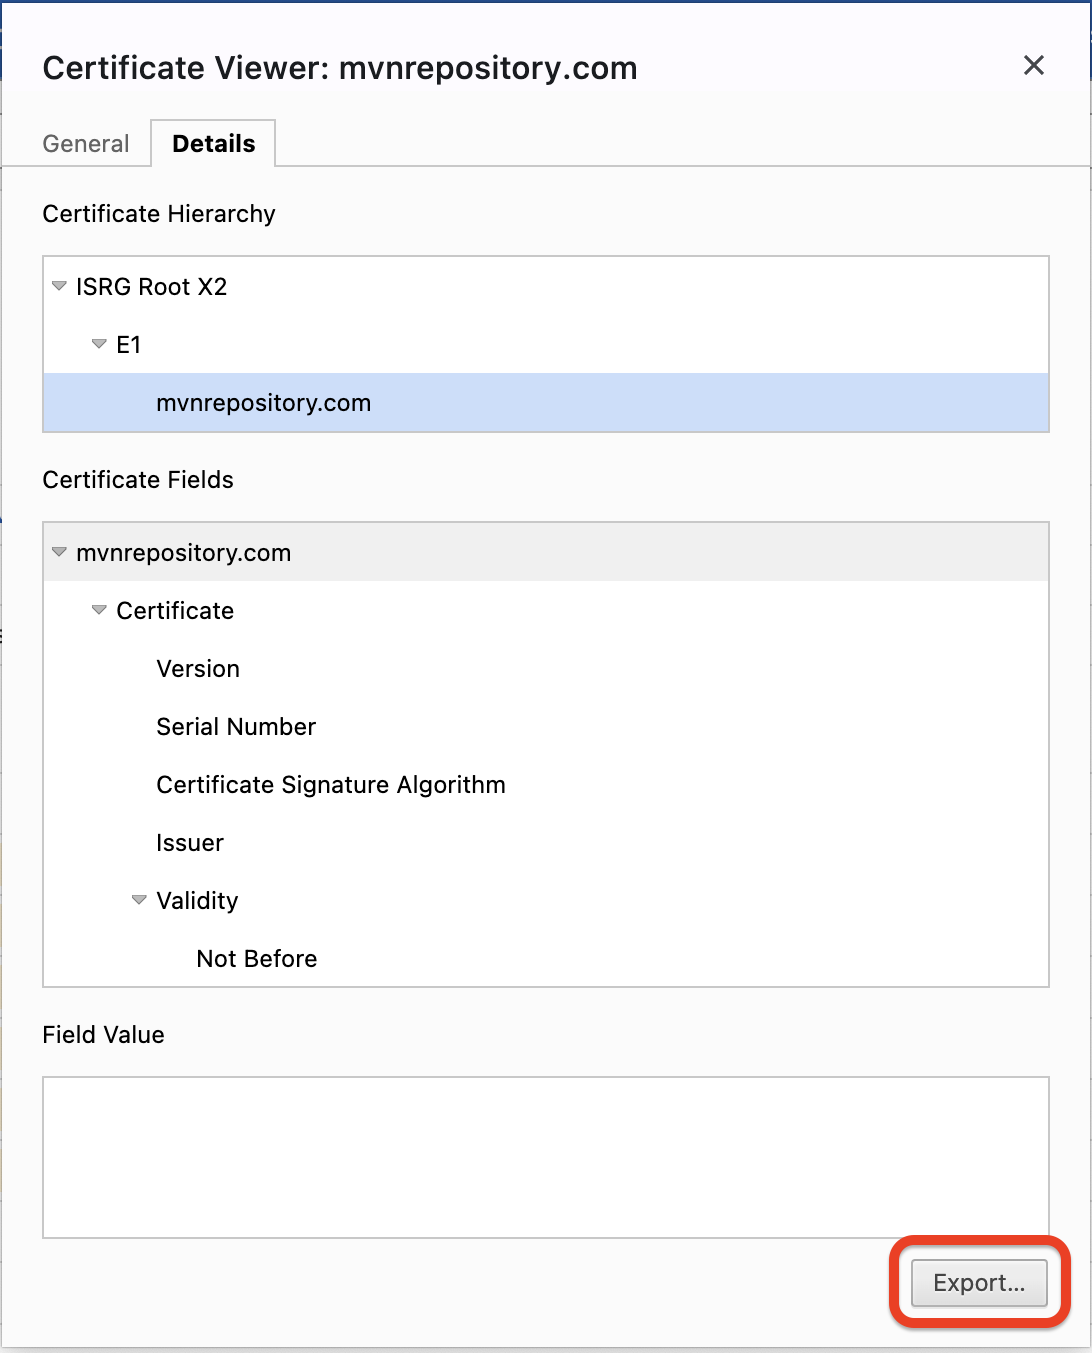 Certificate Viewer: mvnrepository.com
General Details
Certificate Hierarchy
ISRG Root X2
E1
mvnrepository.com
Certificate Fields
mvnrepository.com
Certificate
Version
Serial Number
Certificate Signature Algorithm
Issuer
Validity
Not Before
Field Value
Export...